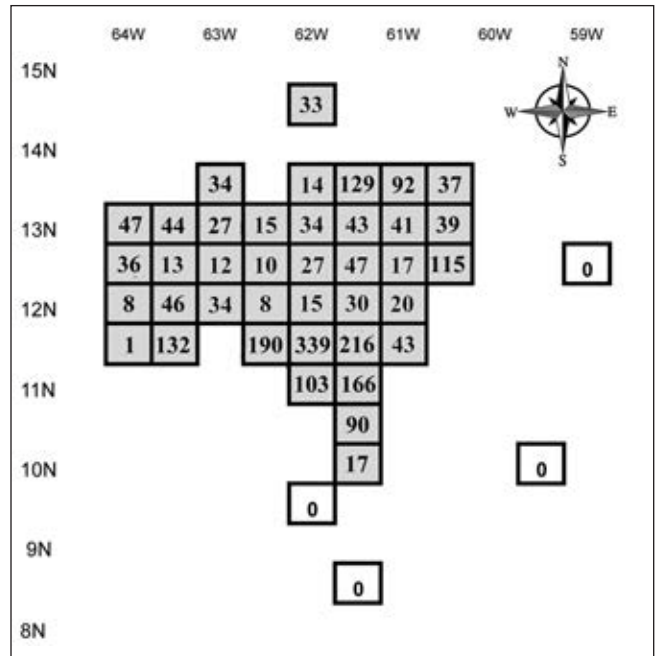 64W 63W 62W 61W 60W 59W
15N
N
33
W E
S
14N
34 14 129 92 37
13N 47 44 27 15 34 43 41 39
36 13 12 10 27 47 17 115 0
12N 8 46 34 8 15 30 20
1 132 190 339 216 43
11N 103 166
90
10N 17 0
0
9N
0
8N